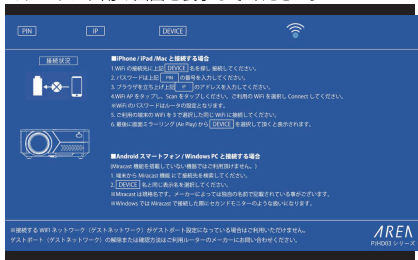 PIN IP DEVICE
接続状況
■iPhone / iPad /Mac と接続する場合
1.WiFi の接続先に上記 DEVICE 名を探し 接続してください。
2. パスワードは上記 PIN の番号を入力してください。
3. ブラウザを立ち上げ上記 IP のアドレスを入力してください。
4.WiFi AP をタップし、Scan をタップしください、ご利用の WiFi を選択し Connect してください。
※WiFi のパスワードはルータの設定となります。
5. ご利用の端末の WiFi を 3 で選択した同じ WiFi に接続してください。
6. 最後に画面ミラーリング (Air Play) から DEVICE を選択して頂くと表示されます。
■Android スマートフォン / Windows PC と接続する場合
(Miracast 機能を搭載していない機器ではご利用頂けません。)
1. 端末から Miracast 機能 にて接続先を検索してください。
2. DEVICE 名と同じ表示名を選択してください。
※Miracast は規格名です。メーカーによっては独自の名前で記載されている事がございます。
※Windows では Miracast で接続した際にセカンドモニターのような扱いになります。
※接続する WIFI ネットワーク（ゲストネットワーク）がゲストポート設定になっている場合はご利用いただけません。
ゲストポート（ゲストネットワーク）の解除または確認方法はご利用ルーターのメーカーにお問い合わせください。
AREA
PJHD03 シリーズ